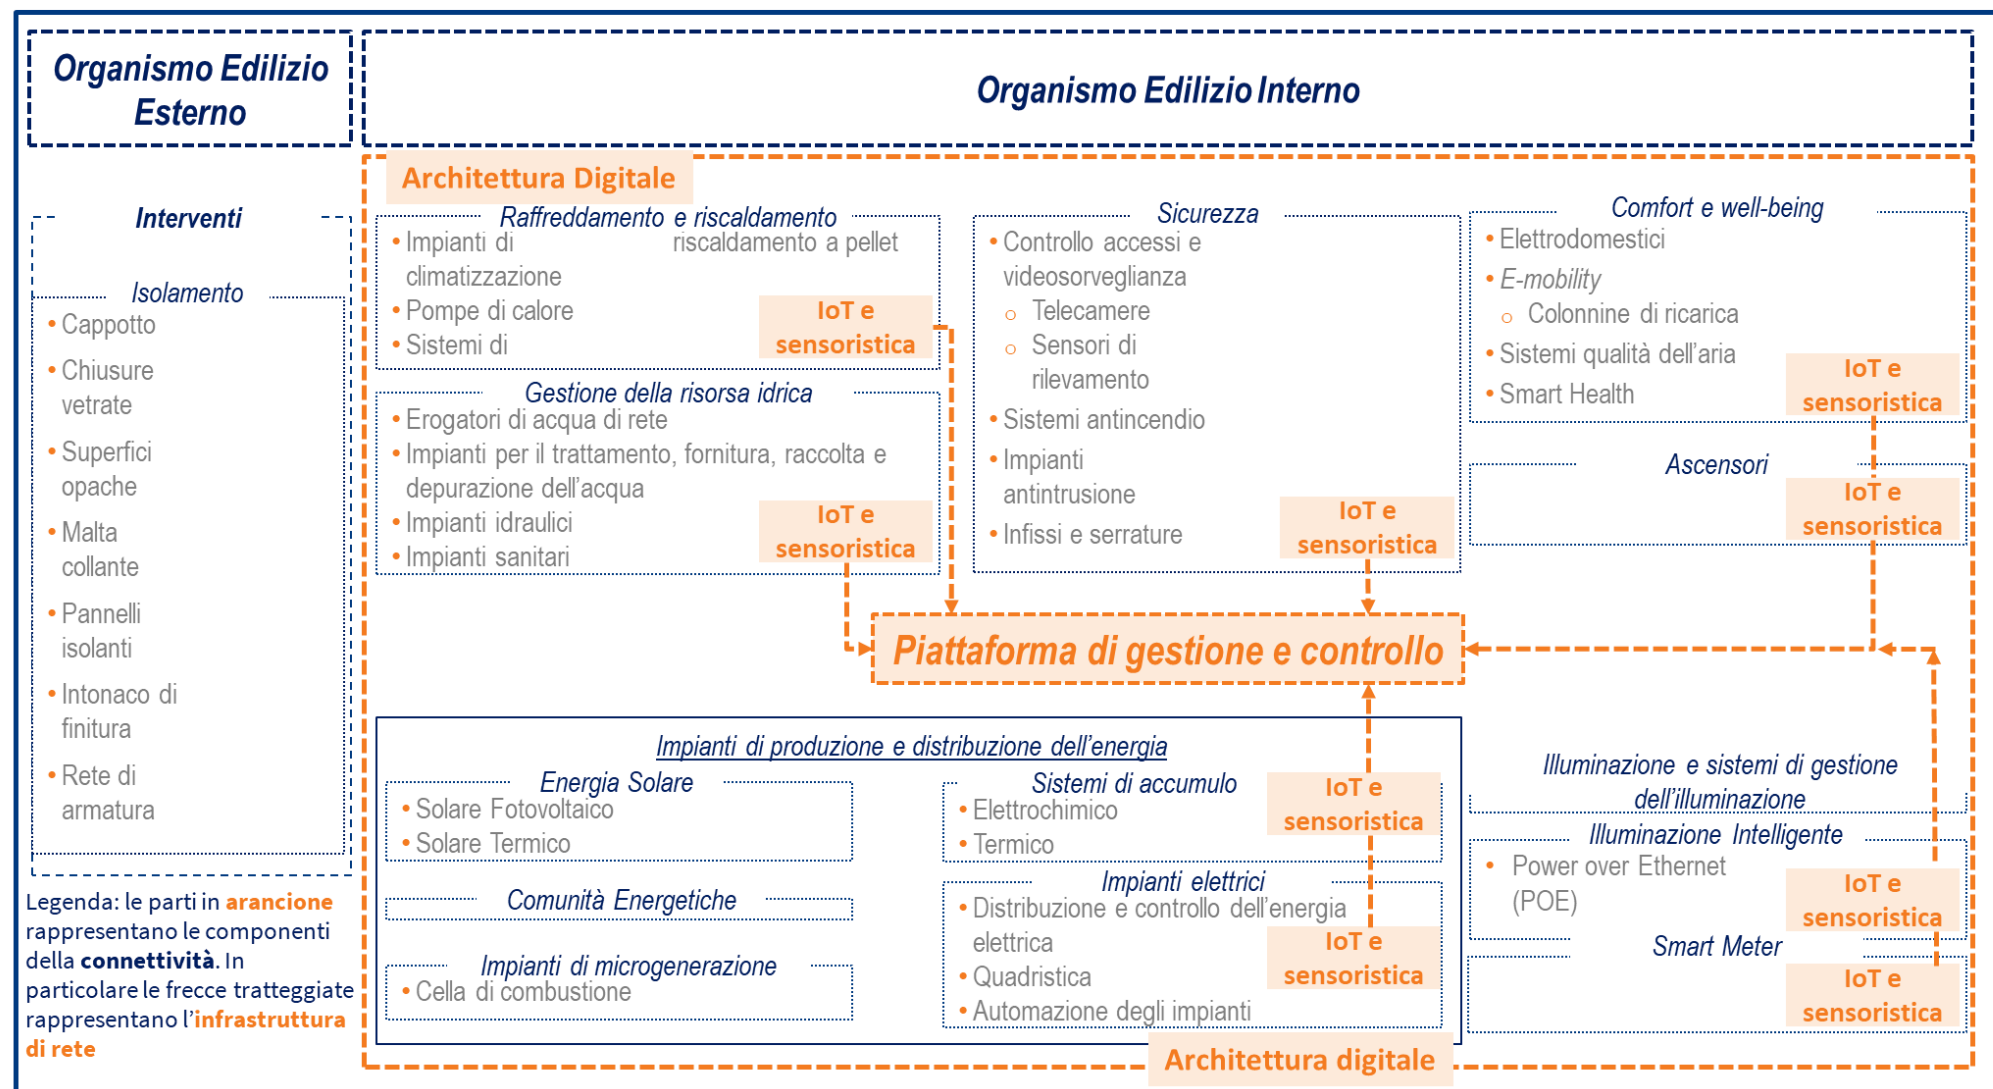 Organismo Edilizio
Esterno
Organismo Edilizio Interno
Interventi
Isolamento
• Cappotto
• Chiusure
vetrate
• Superfici
opache
• Malta
collante
• Pannelli
isolanti
• Intonaco di
finitura
• Rete di
armatura
Legenda: le parti in arancione
rappresentano le componenti
della connettività. In
particolare le frecce tratteggiate
rappresentano l'infrastruttura
di rete
Architettura Digitale
Raffreddamento e riscaldamento
• Impianti di riscaldamento a pellet
climatizzazione
• Pompe di calore
• Sistemi di
IoT e
sensoristica
Gestione della risorsa idrica
• Erogatori di acqua di rete
• Impianti per il trattamento, fornitura, raccolta e
depurazione dell'acqua
• Impianti idraulici
• Impianti sanitari
IoT e
sensoristica
Sicurezza
• Controllo accessi e
videosorveglianza
o Telecamere
o Sensori di
rilevamento
• Sistemi antincendio
• Impianti
antintrusione
• Infissi e serrature
IoT e
sensoristica
Comfort e well-being
• Elettrodomestici
• E-mobility
o Colonnine di ricarica
• Sistemi qualità dell'aria
• Smart Health
IoT e
sensoristica
Ascensori
IoT e
sensoristica
Piattaforma di gestione e controllo
Impianti di produzione e distribuzione dell'energia
Energia Solare
• Solare Fotovoltaico
• Solare Termico
Comunità Energetiche
Impianti di microgenerazione
• Cella di combustione
Sistemi di accumulo
• Elettrochimico
• Termico
IoT e
sensoristica
Impianti elettrici
• Distribuzione e controllo dell'energia
elettrica
• Quadristica
• Automazione degli impianti
IoT e
sensoristica
Illuminazione e sistemi di gestione
dell'illuminazione
Illuminazione Intelligente
• Power over Ethernet
(POE)
IoT e
sensoristica
Smart Meter
IoT e
sensoristica
Architettura digitale